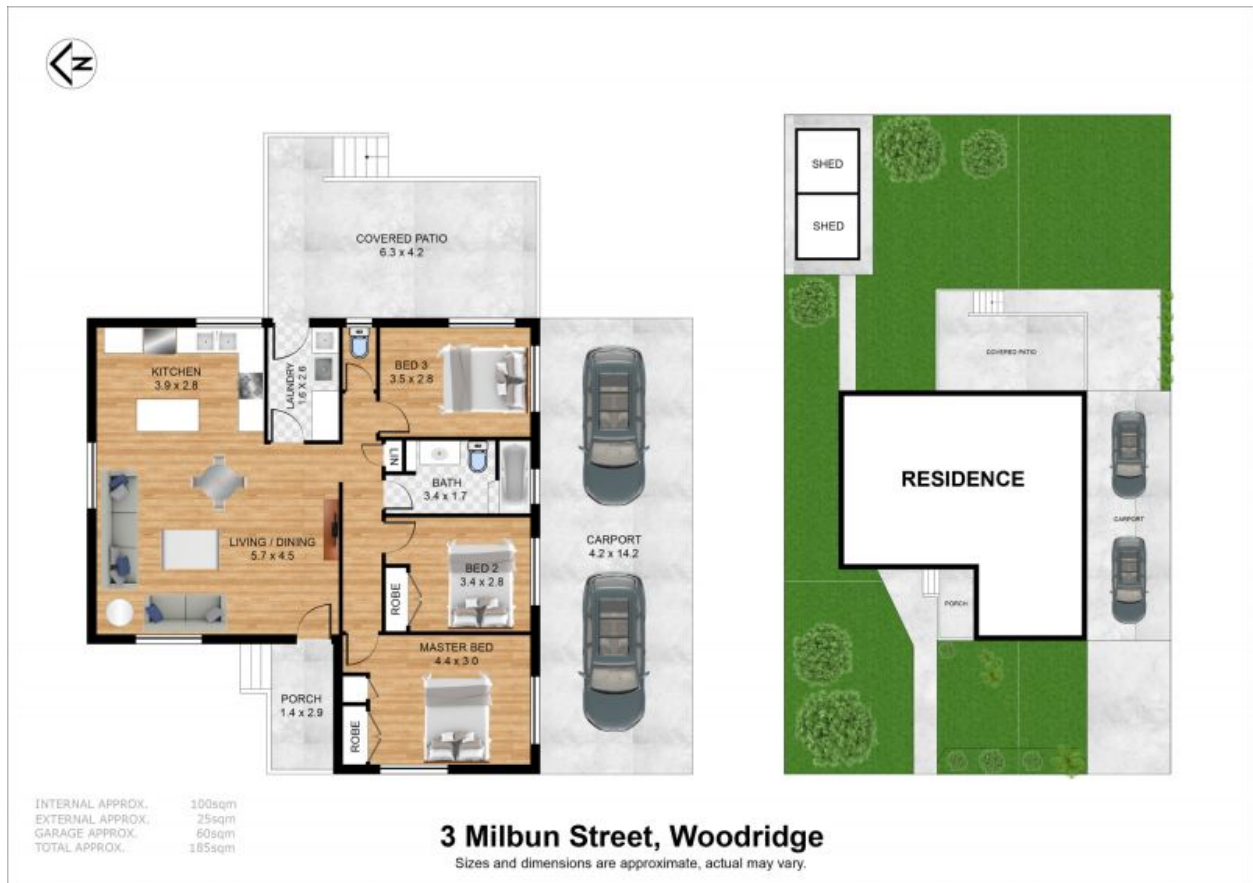 N
COVERED PATIO
6.3 x 4.2
KITCHEN
3.9 x 2.8
LAUNDRY
1.6 X 2.6
BED 3
3.5 x 2.8
LIN
BATH
3.4 x 1.7
LIVING / DINING
5.7 x 4.5
BED 2
3.4 x 2.8
ROBE
MASTER BED
4.4 x 3.0
ROBE
PORCH
1.4 x 2.9
CARPORT
4.2 x 14.2
SHED
SHED
COVERED PATIO
RESIDENCE
CARPORT
PORCH
INTERNAL APPROX. 100sqm
EXTERNAL APPROX. 25sqm
GARAGE APPROX. 60sqm
TOTAL APPROX. 185sqm
3 Milbun Street, Woodridge
Sizes and dimensions are approximate, actual may vary.